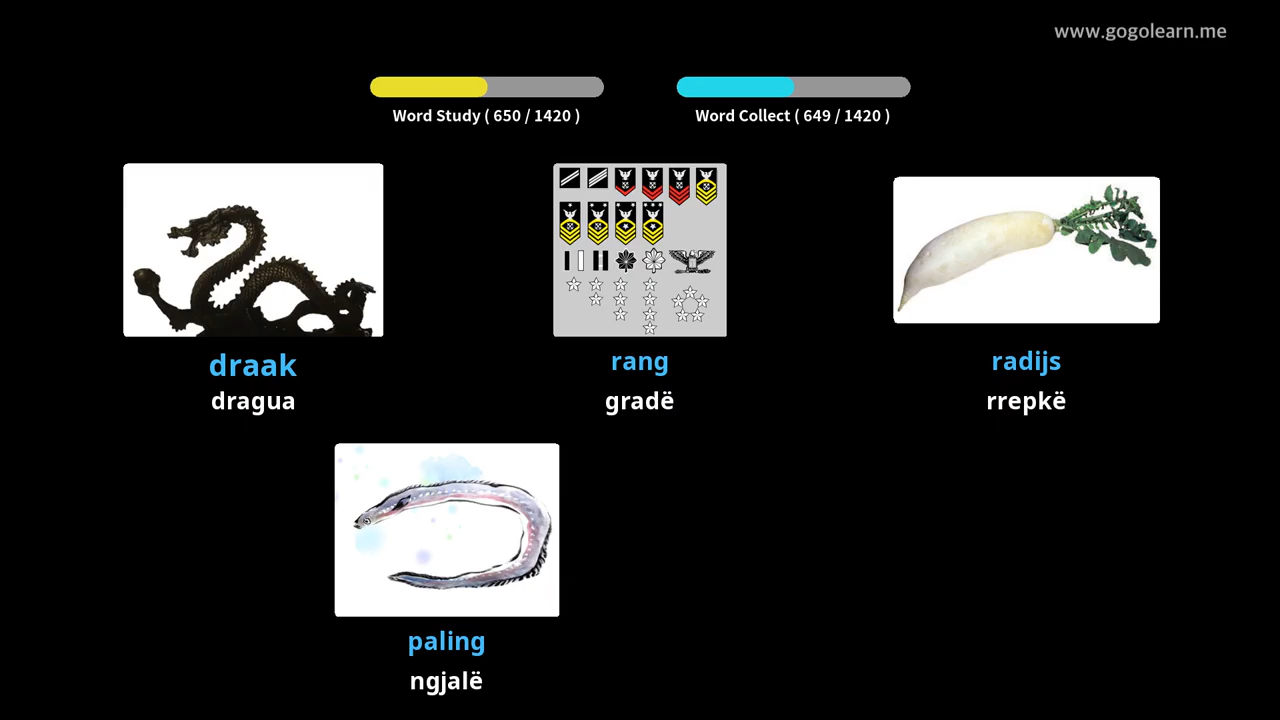 www.gogolearn.me
Word Study ( 650 / 1420 )
Word Collect ( 649 / 1420 )
draak
dragua
rang
gradë
radijs
rrepkë
paling
ngjalë